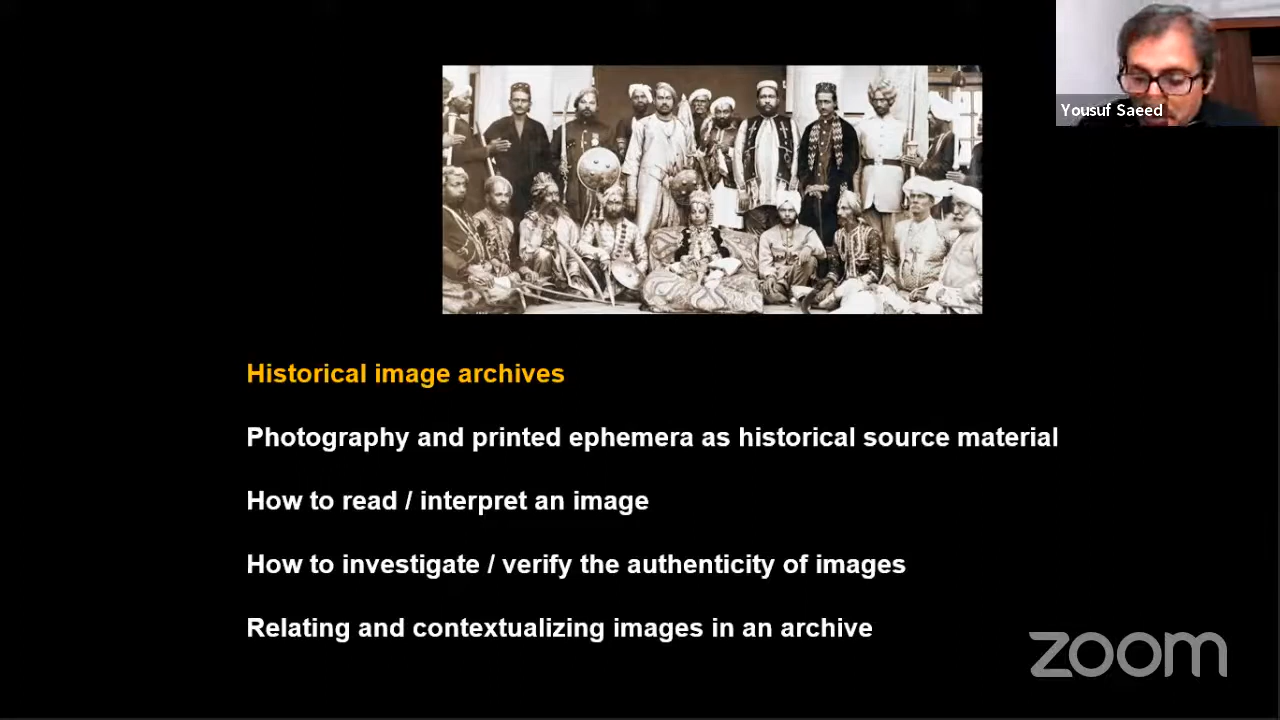 Yousuf Saeed
Historical image archives
Photography and printed ephemera as historical source material
How to read / interpret an image
How to investigate / verify the authenticity of images
Relating and contextualizing images in an archive
zoom